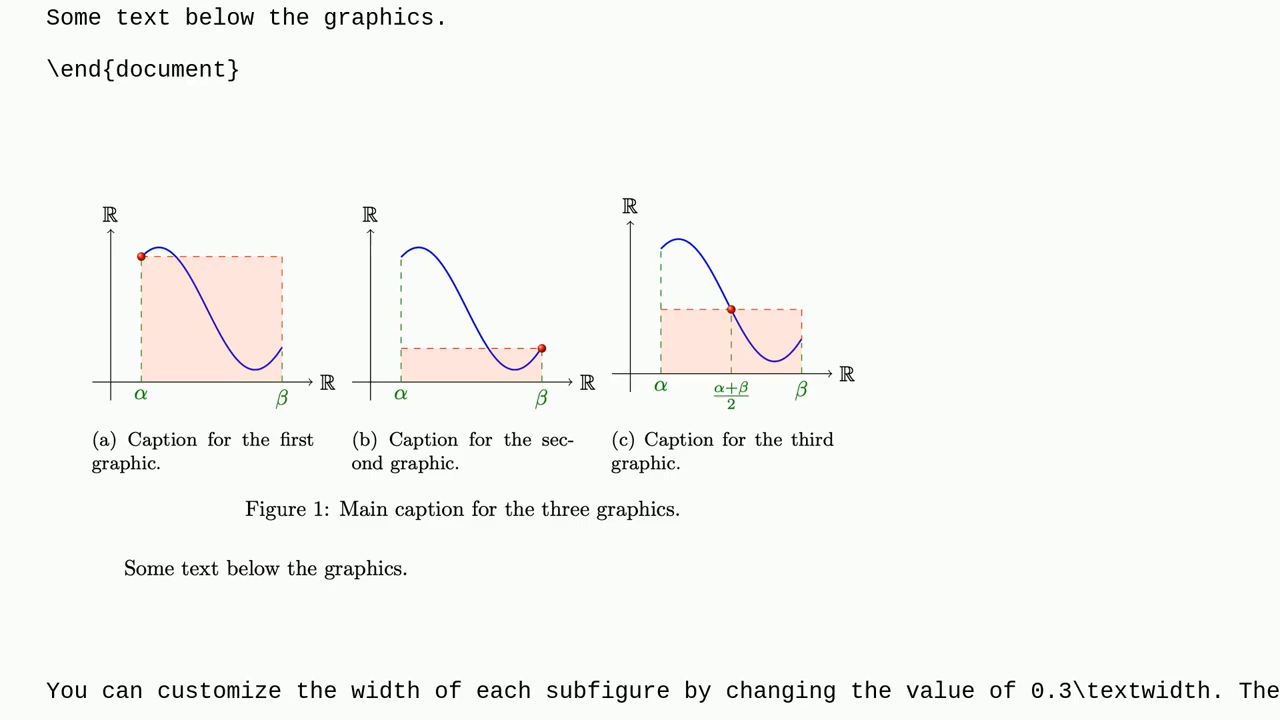 Some text below the graphics.
\end{document}
ℝ ℝ ℝ
ℝ ℝ ℝ
α β α β α α+β/2 β
(a) Caption for the first
graphic.
(b) Caption for the sec-
ond graphic.
(c) Caption for the third
graphic.
Figure 1: Main caption for the three graphics.
Some text below the graphics.
You can customize the width of each subfigure by changing the value of 0.3\textwidth. The